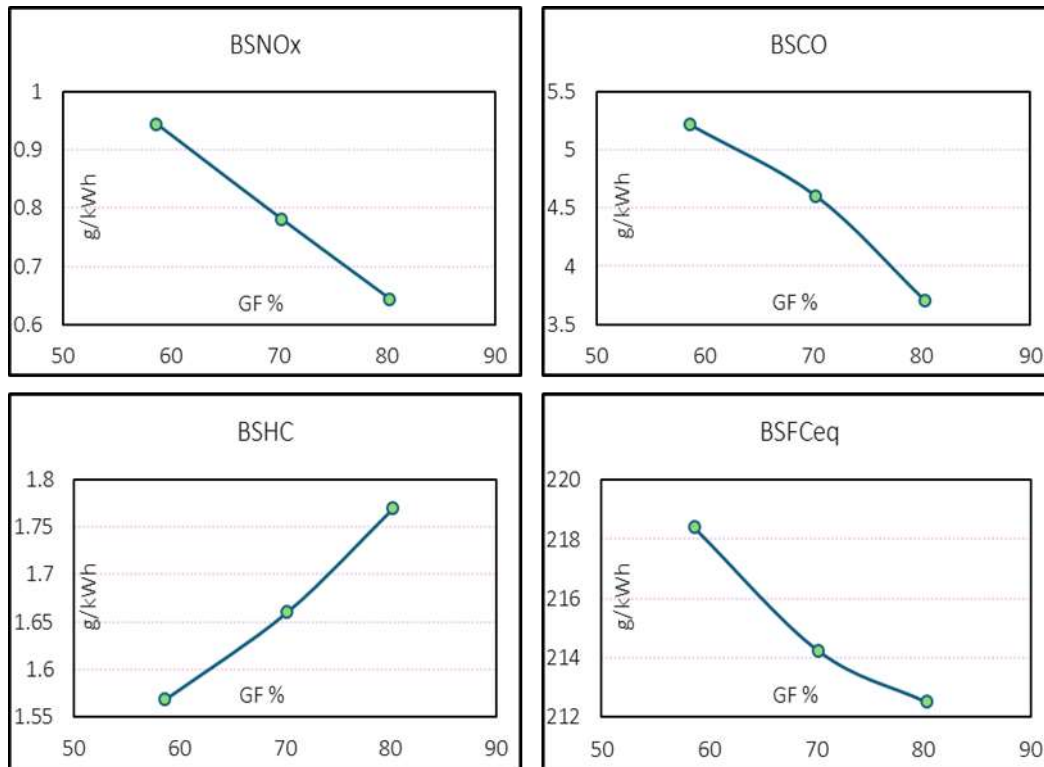 BSNOx
1
0.9
0.8
0.7
0.6
g/kWh
GF %
50 60 70 80 90
BSCO
5.5
5
4.5
4
3.5
g/kWh
GF %
50 60 70 80 90
BSHC
1.8
1.75
1.7
1.65
1.6
1.55
g/kWh
GF %
50 60 70 80 90
BSFCeq
220
218
216
214
212
g/kWh
GF %
50 60 70 80 90